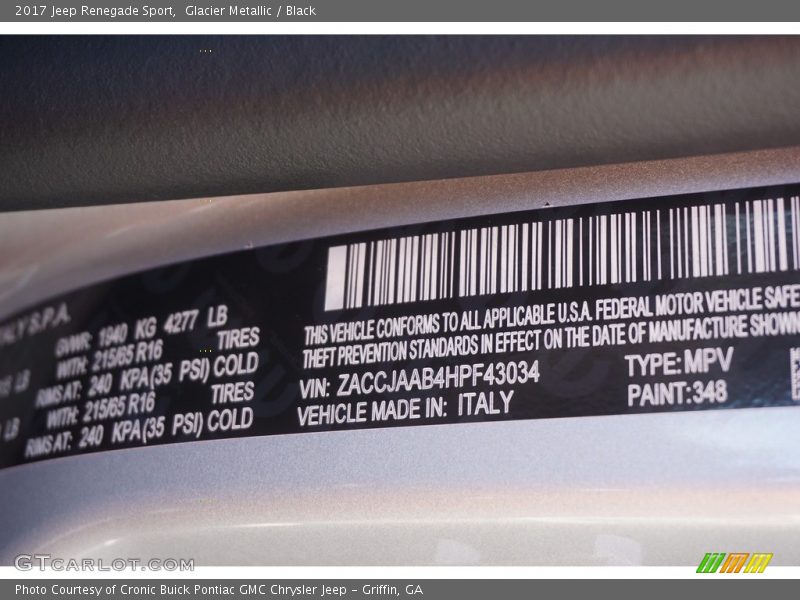 2017 Jeep Renegade Sport,  Glacier Metallic / Black
S.P.A.
GVWR: 1940 KG 4277 LB
WITH: 215/65 R16 TIRES
RIMS AT: 240 KPA(35 PSI) COLD
WITH: 215/65 R16 TIRES
RIMS AT: 240 KPA(35 PSI) COLD
LB
LB
THIS VEHICLE CONFORMS TO ALL APPLICABLE U.S.A. FEDERAL MOTOR VEHICLE SAFE
THEFT PREVENTION STANDARDS IN EFFECT ON THE DATE OF MANUFACTURE SHOWN
VIN: ZACCJAAB4HPF43034
TYPE: MPV
VEHICLE MADE IN: ITALY
PAINT: 348
GTCARLOT.COM
Photo Courtesy of Cronic Buick Pontiac GMC Chrysler Jeep – Griffin, GA